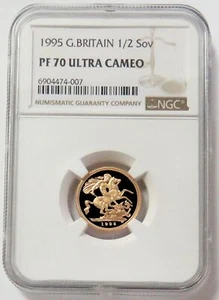 1995 G.BRITAIN 1/2 Sov
PF 70 ULTRA CAMEO
6904474-007
NUMISMATIC GUARANTY COMPANY
NGC
1995